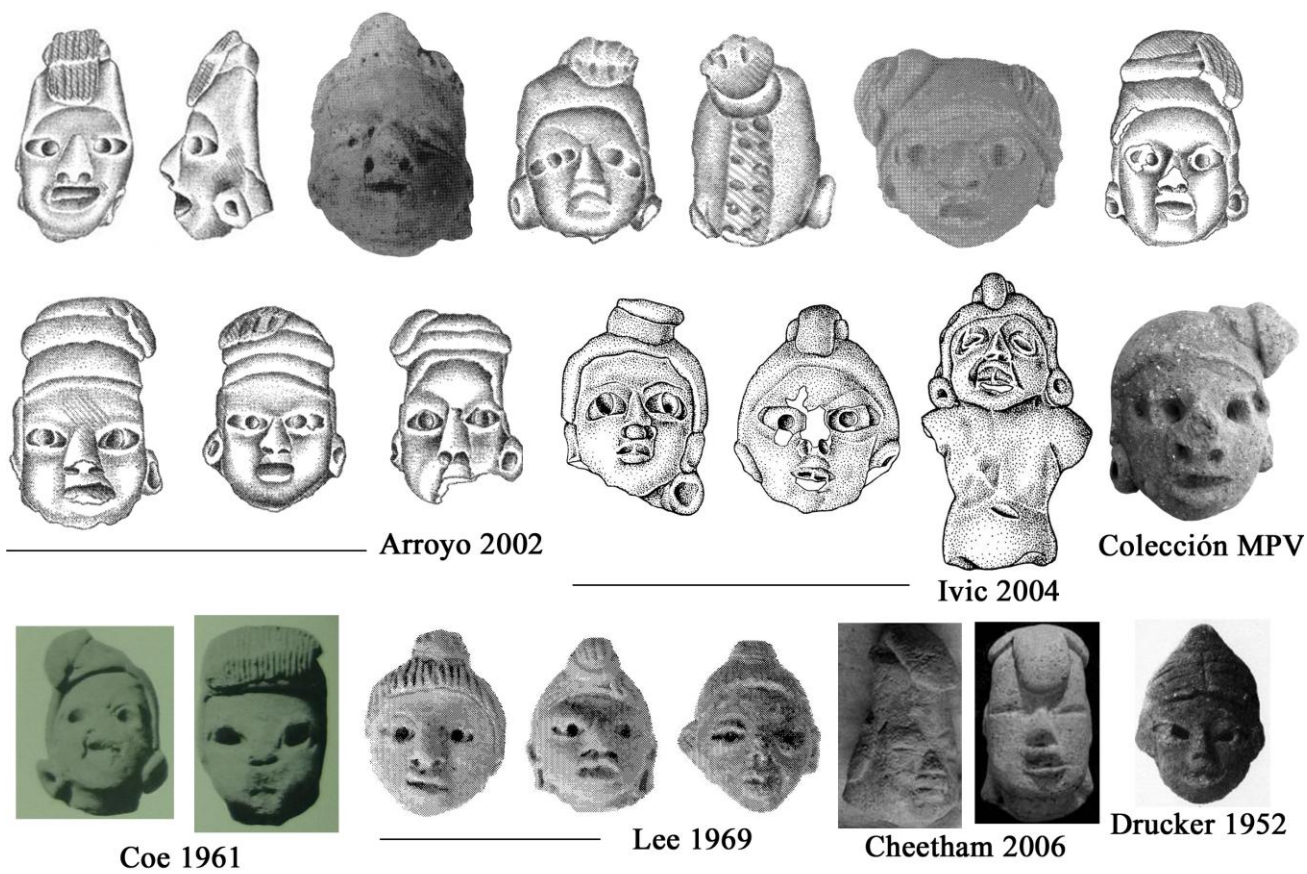 Arroyo 2002
Colección MPV
Ivic 2004
Coe 1961
Lee 1969
Cheetham 2006
Drucker 1952